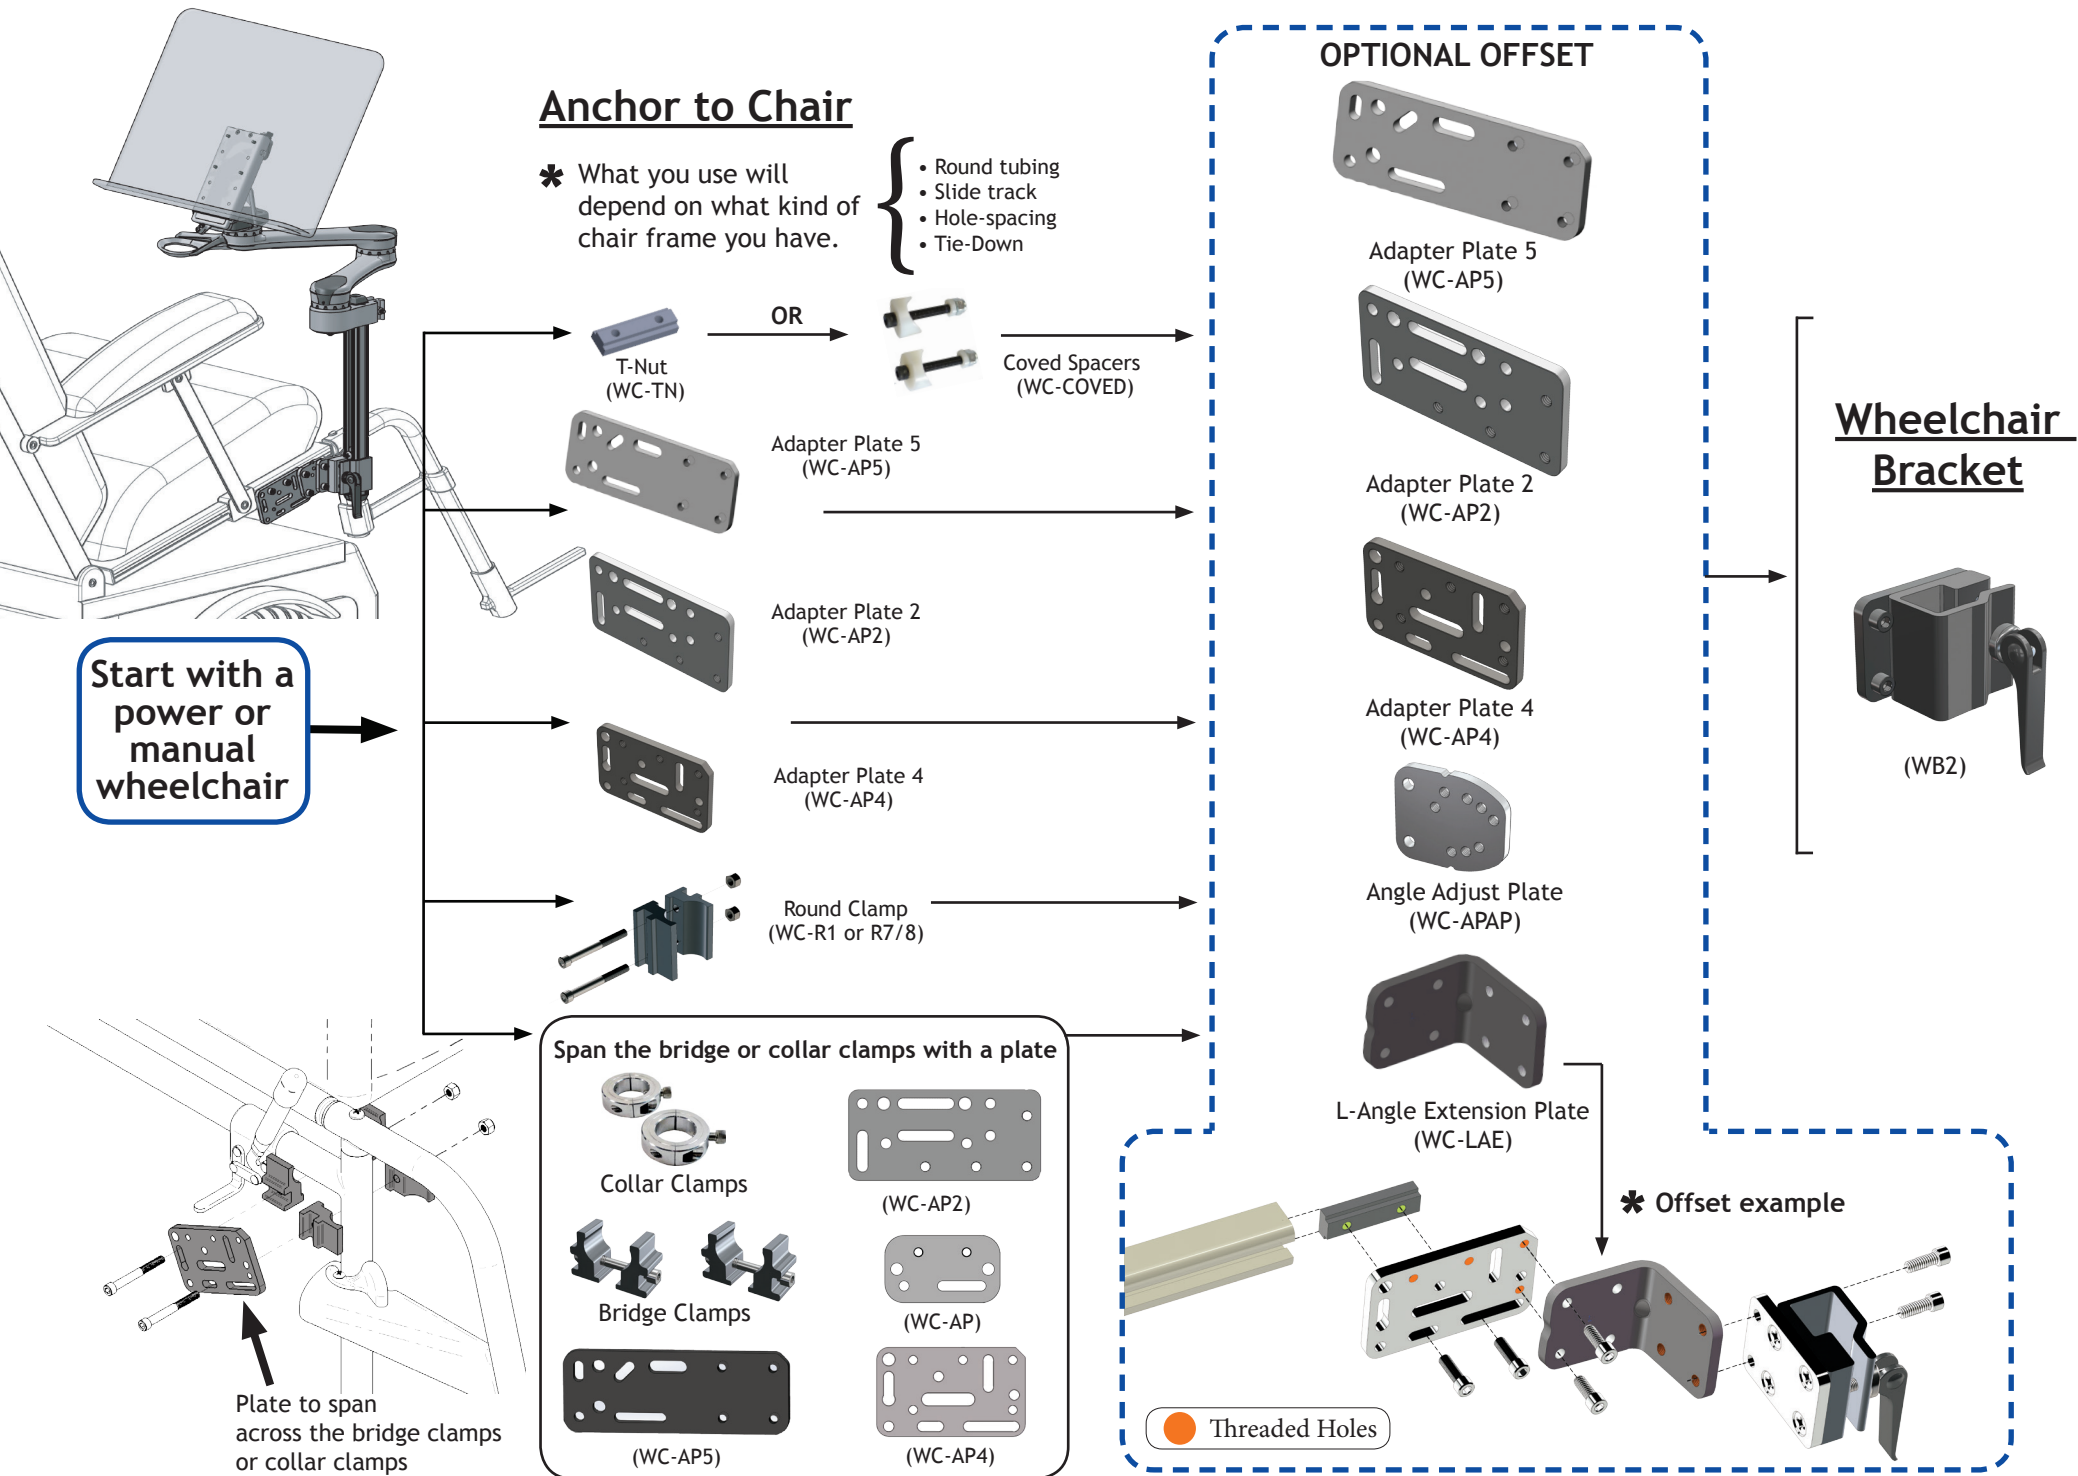 Anchor to Chair
* What you use will
depend on what kind of
chair frame you have.
• Round tubing
• Slide track
• Hole-spacing
• Tie-Down
T-Nut
(WC-TN)
OR
Coved Spacers
(WC-COVED)
Adapter Plate 5
(WC-AP5)
Adapter Plate 2
(WC-AP2)
Adapter Plate 4
(WC-AP4)
Round Clamp
(WC-R1 or R7/8)
Start with a
power or
manual
wheelchair
Span the bridge or collar clamps with a plate
Collar Clamps
Bridge Clamps
(WC-AP5)
(WC-AP2)
(WC-AP)
(WC-AP4)
Plate to span
across the bridge clamps
or collar clamps
OPTIONAL OFFSET
Adapter Plate 5
(WC-AP5)
Adapter Plate 2
(WC-AP2)
Adapter Plate 4
(WC-AP4)
Angle Adjust Plate
(WC-APAP)
L-Angle Extension Plate
(WC-LAE)
* Offset example
Threaded Holes
Wheelchair
Bracket
(WB2)